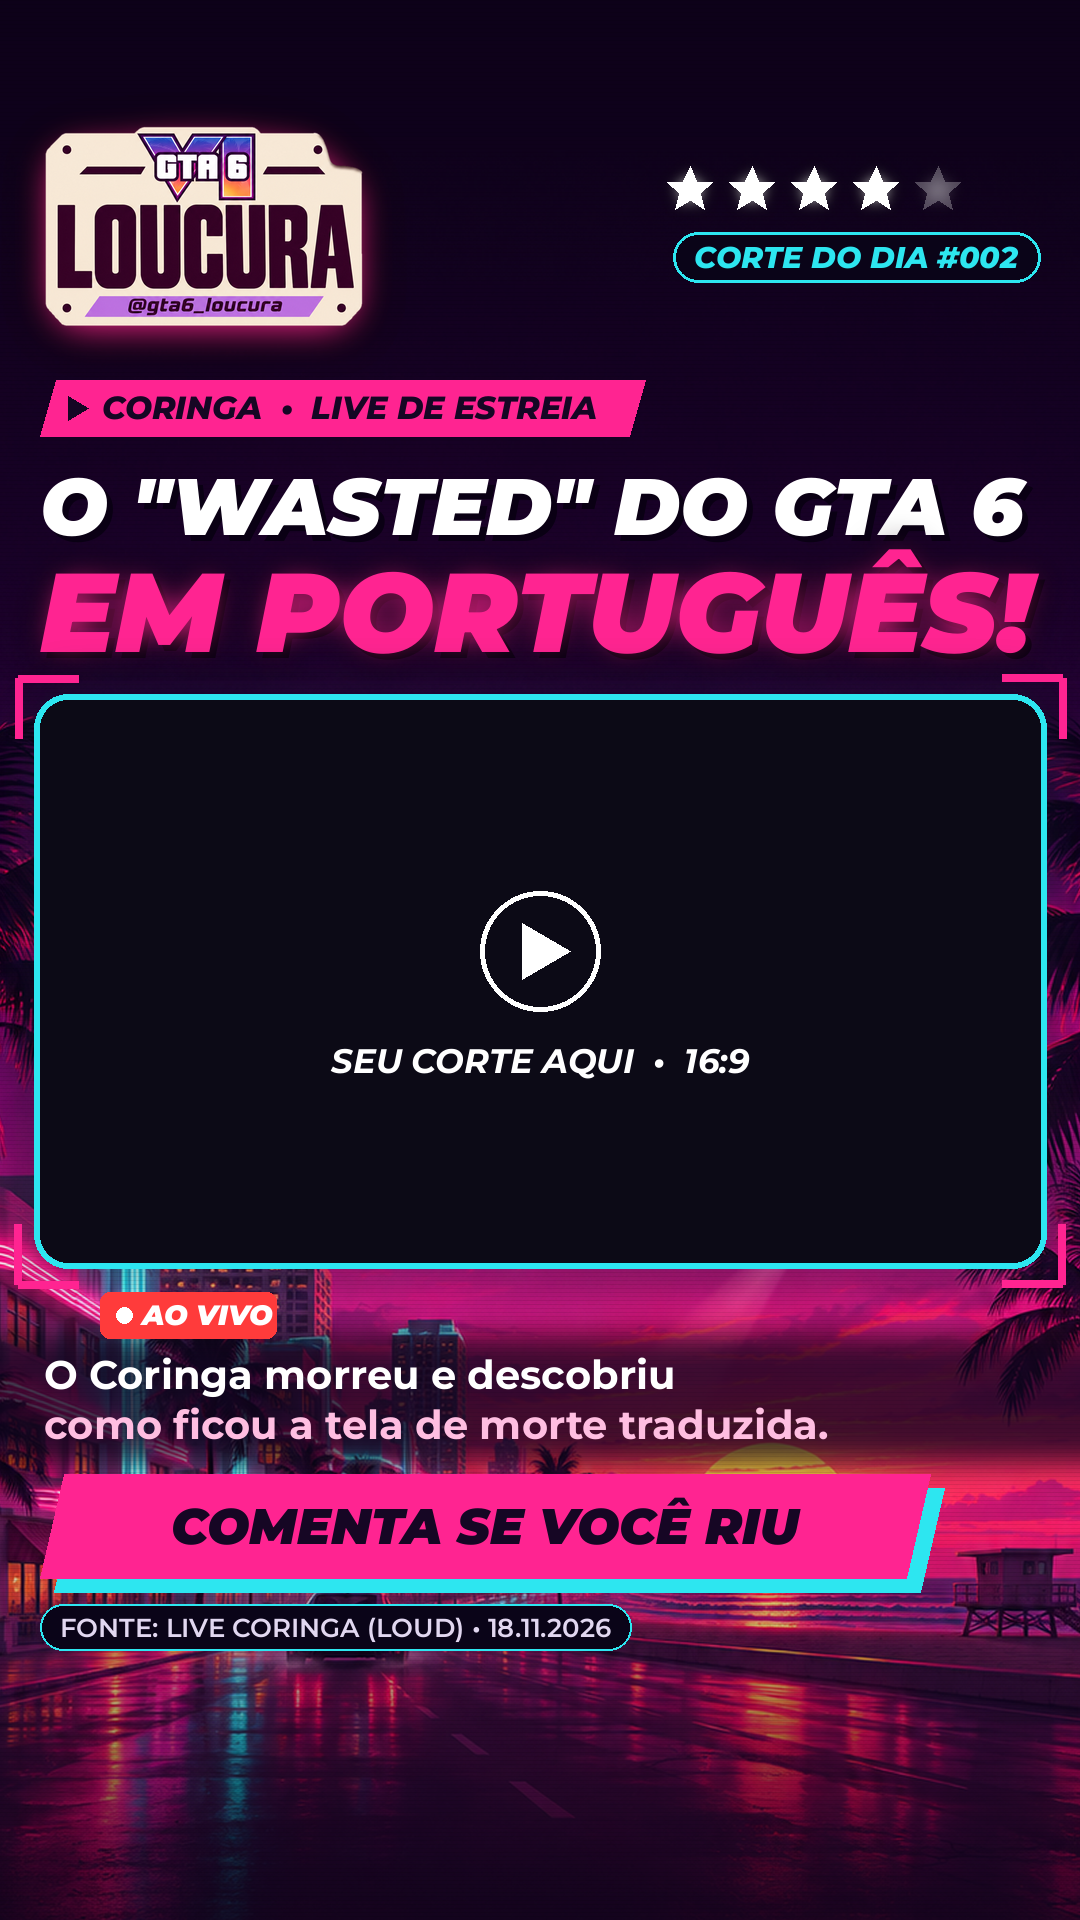 GTA 6
LOUCURA
@gta6_loucura
CORTE DO DIA #002
CORINGA • LIVE DE ESTREIA
O "WASTED" DO GTA 6
EM PORTUGUÊS!
SEU CORTE AQUI • 16:9
AO VIVO
O Coringa morreu e descobriu
como ficou a tela de morte traduzida.
COMENTA SE VOCÊ RIU
FONTE: LIVE CORINGA (LOUD) • 18.11.2026